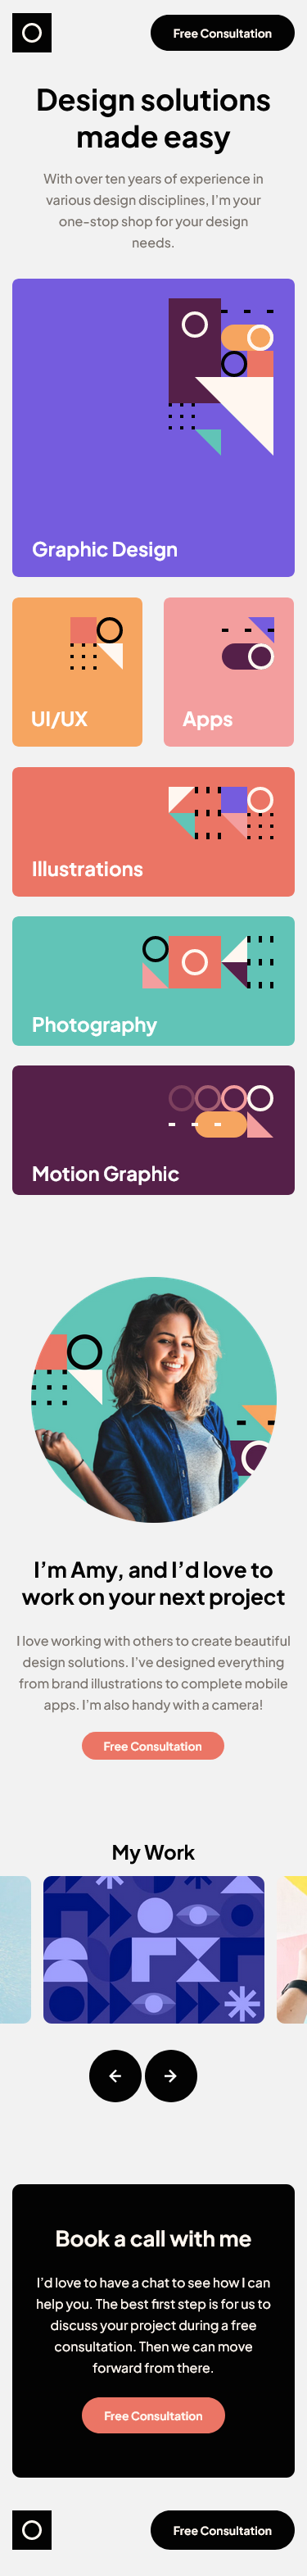 Free Consultation
Design solutions
made easy
With over ten years of experience in
various design disciplines, I’m your
one-stop shop for your design
needs.
Graphic Design
UI/UX
Apps
Illustrations
Photography
Motion Graphic
I’m Amy, and I’d love to
work on your next project
I love working with others to create beautiful
design solutions. I’ve designed everything
from brand illustrations to complete mobile
apps. I’m also handy with a camera!
Free Consultation
My Work
Book a call with me
I’d love to have a chat to see how I can
help you. The best first step is for us to
discuss your project during a free
consultation. Then we can move
forward from there.
Free Consultation
Free Consultation